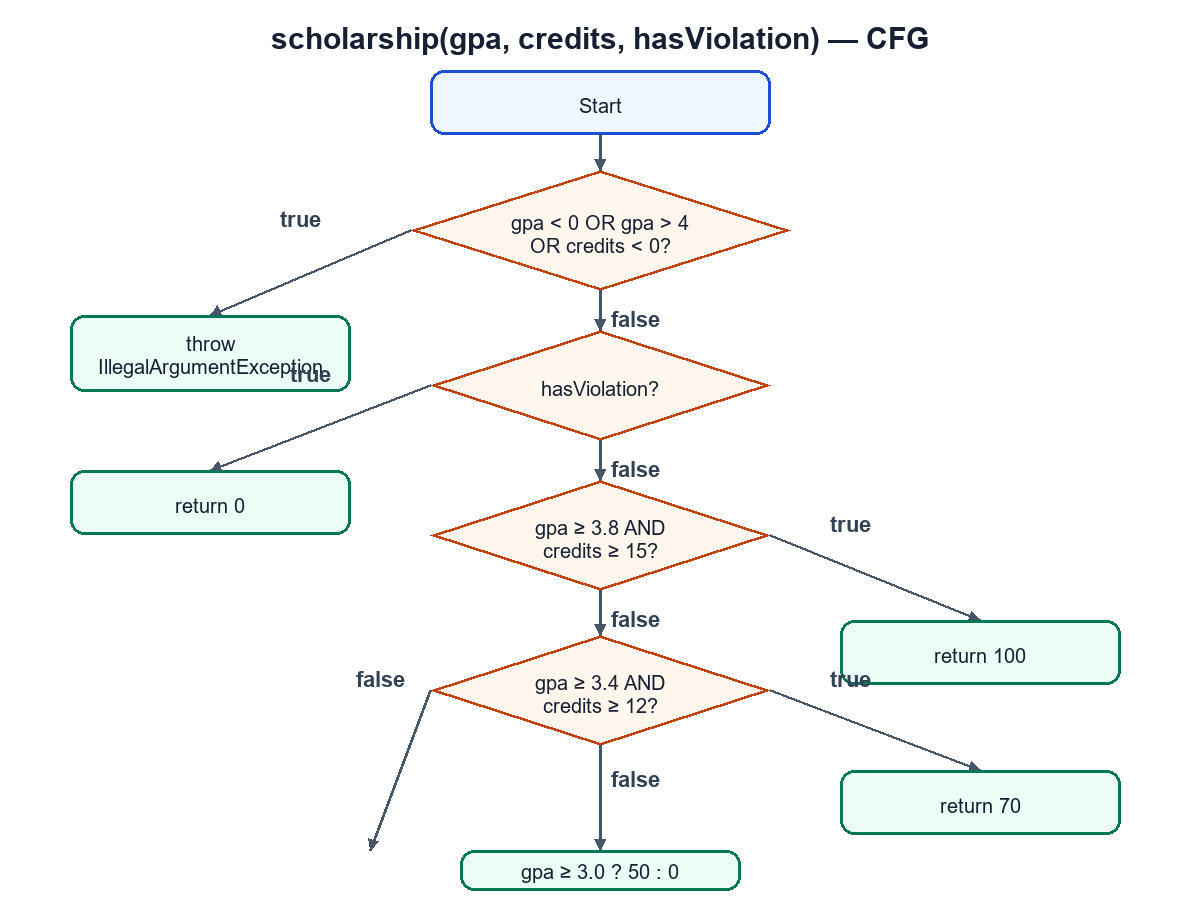 scholarship(gpa, credits, hasViolation) — CFG
Start
gpa < 0 OR gpa > 4
OR credits < 0?
true
false
throw
IllegalArgumentException
true
hasViolation?
false
return 0
gpa ≥ 3.8 AND
credits ≥ 15?
true
false
return 100
false
gpa ≥ 3.4 AND
credits ≥ 12?
true
false
return 70
gpa ≥ 3.0 ? 50 : 0